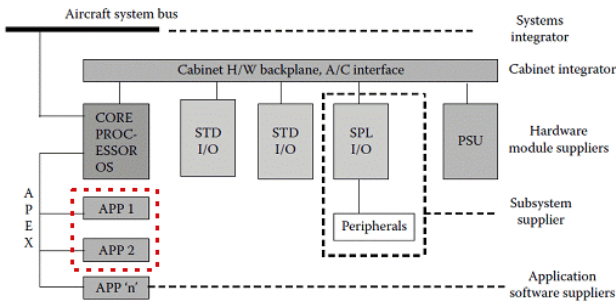 Aircraft system bus
Systems
integrator
Cabinet H/W backplane, A/C interface
Cabinet integrator
CORE
PROC-
ESSOR
OS
STD
I/O
STD
I/O
SPL
I/O
PSU
Hardware
module suppliers
A
P
E
X
APP 1
Peripherals
Subsystem
supplier
APP 2
APP 'n'
Application
software suppliers